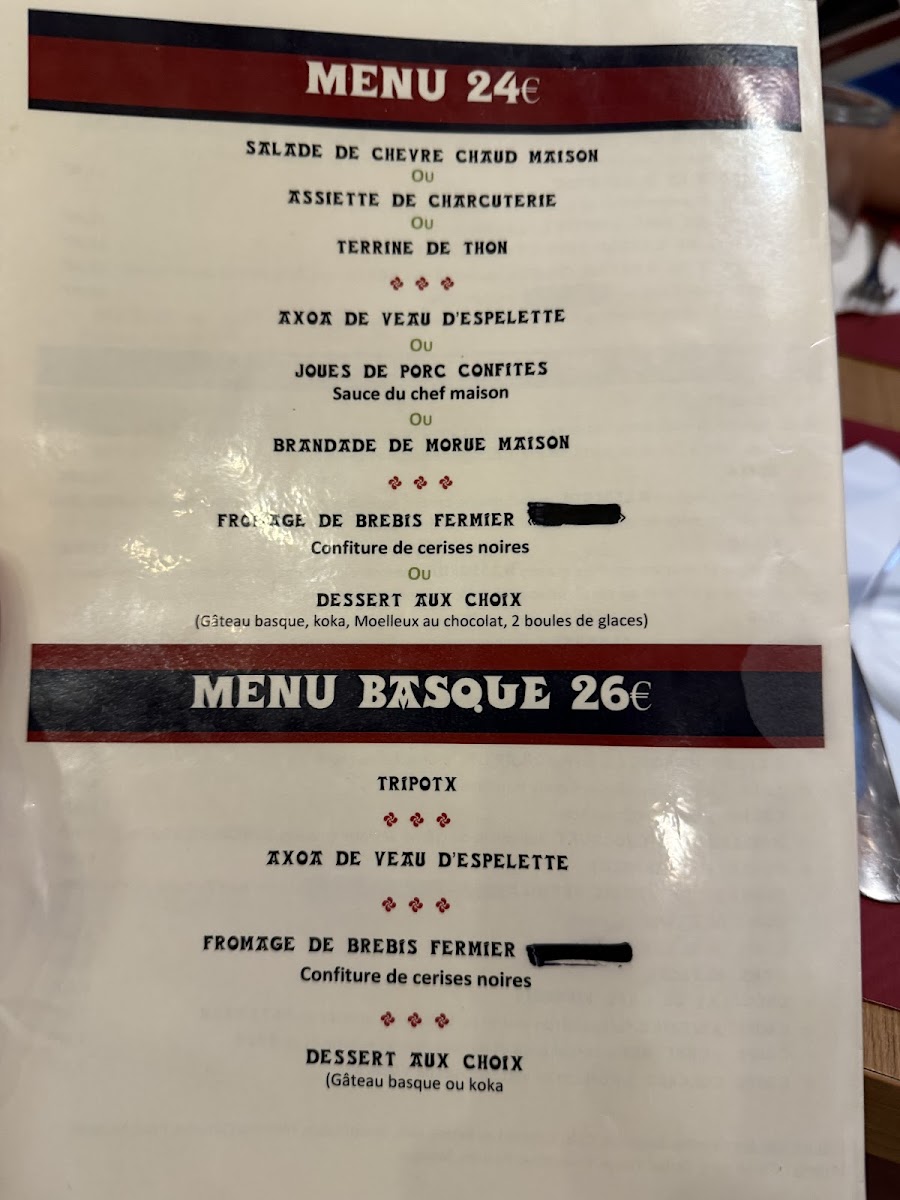 MENU 24€
SALADE DE CHEVRE CHAUD MAISON
OU
ASSIETTE DE CHARCUTERIE
OU
TERRINE DE THON
AXOA DE VEAU D'ESPELETTE
OU
JOUES DE PORC CONFITES
Sauce du chef maison
OU
BRANDADE DE MORUE MAISON
FROMAGE DE BREBIS FERMIER
Confiture de cerises noires
OU
DESSERT AUX CHOIX
(Gâteau basque, koka, Moelleux au chocolat, 2 boules de glaces)
MENU BASQUE 26€
TRIPOTX
AXOA DE VEAU D'ESPELETTE
FROMAGE DE BREBIS FERMIER
Confiture de cerises noires
DESSERT AUX CHOIX
(Gâteau basque ou koka